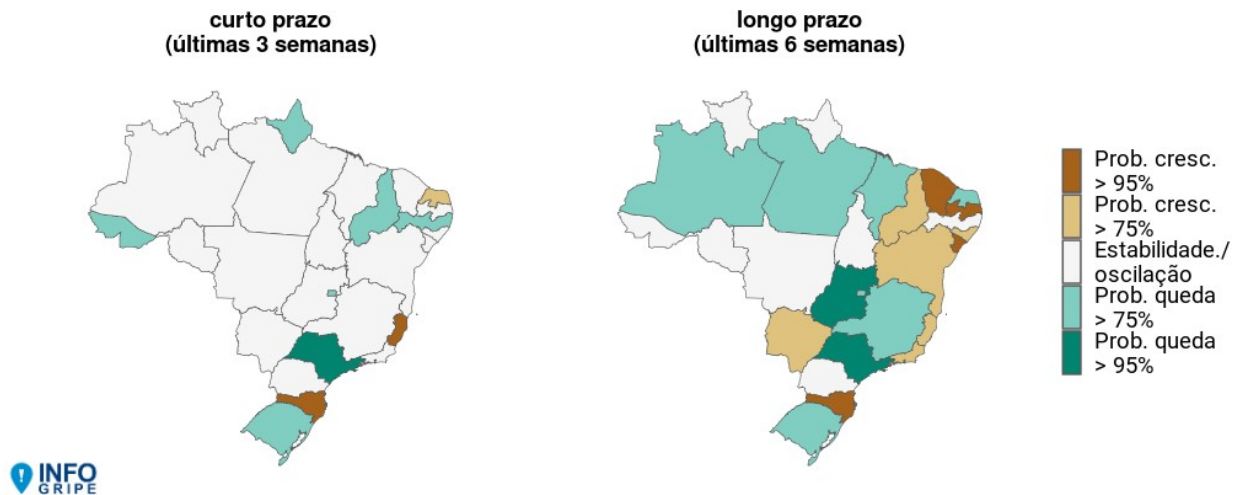 curto prazo
(últimas 3 semanas)
longo prazo
(últimas 6 semanas)
Prob. cresc.
> 95%
Prob. cresc.
> 75%
Estabilidade./
oscilação
Prob. queda
> 75%
Prob. queda
> 95%
INFO
GRIPE